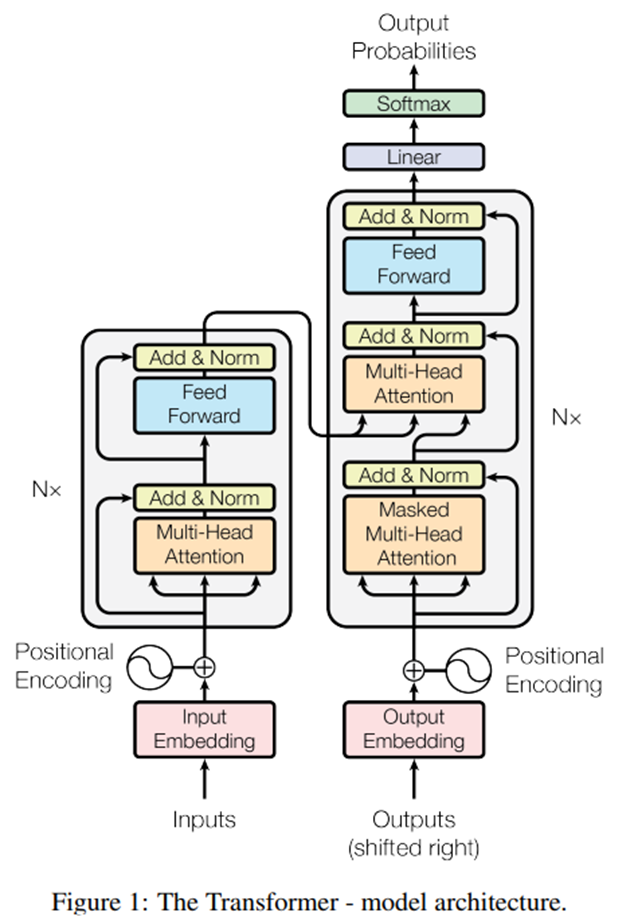 Output
Probabilities
Softmax
Linear
Add & Norm
Feed
Forward
Add & Norm
Multi-Head
Attention
Add & Norm
Masked
Multi-Head
Attention
N×
Add & Norm
Feed
Forward
Add & Norm
Multi-Head
Attention
N×
Positional
Encoding
Positional
Encoding
Input
Embedding
Output
Embedding
Inputs
Outputs
(shifted right)
Figure 1: The Transformer - model architecture.